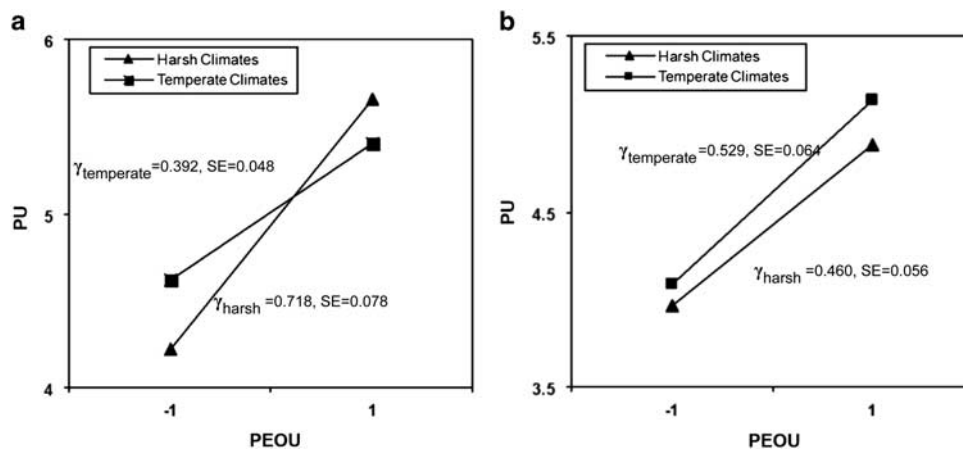 a
6
Harsh Climates
Temperate Climates
γtemperate=0.392, SE=0.048
PU
5
γharsh =0.718, SE=0.078
4
-1
1
PEOU
b
5.5
Harsh Climates
Temperate Climates
γtemperate=0.529, SE=0.064
PU
4.5
γharsh =0.460, SE=0.056
3.5
-1
1
PEOU